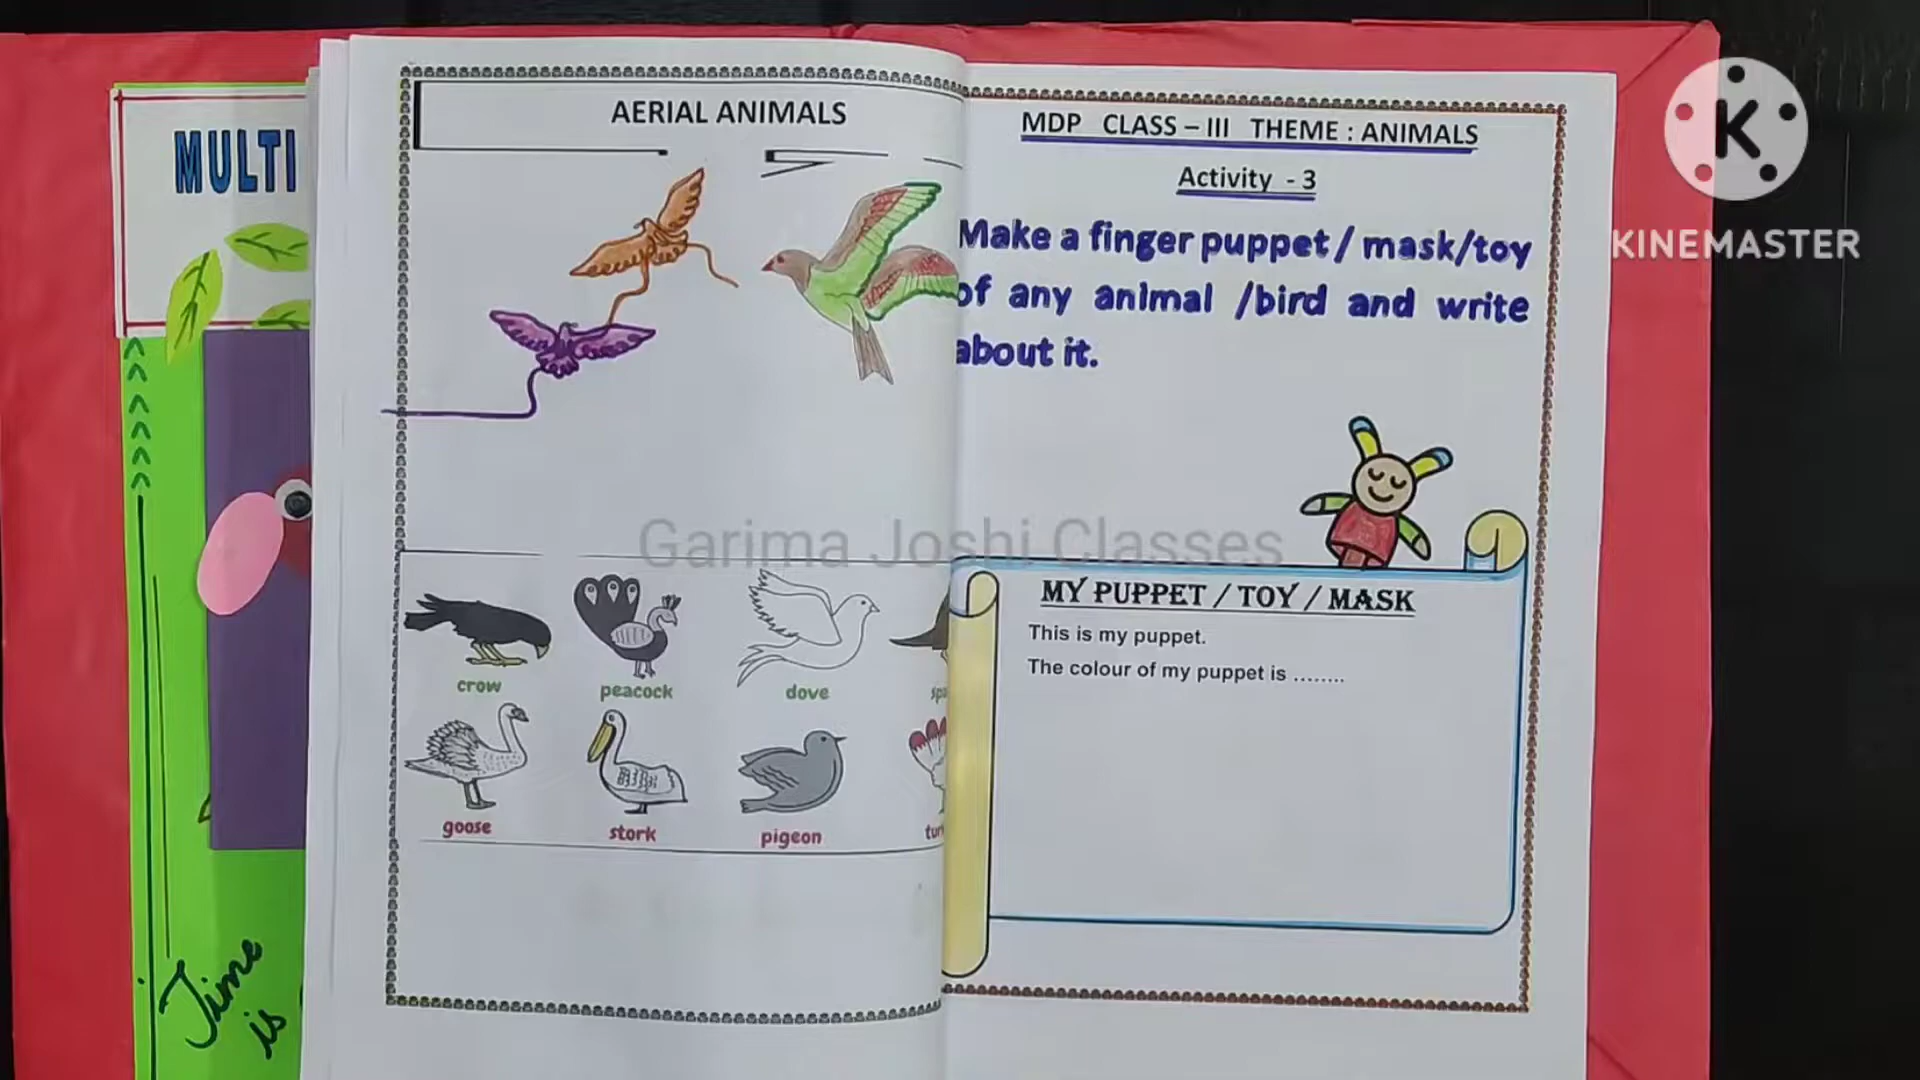 MULTI
AERIAL ANIMALS
crow
peacock
dove
goose
stork
pigeon
MDP CLASS – III THEME : ANIMALS
Activity - 3
Make a finger puppet / mask/toy
of any animal /bird and write
about it.
MY PUPPET / TOY / MASK
This is my puppet.
The colour of my puppet is ........
Time
is
Garima Joshi Classes
K
KINEMASTER